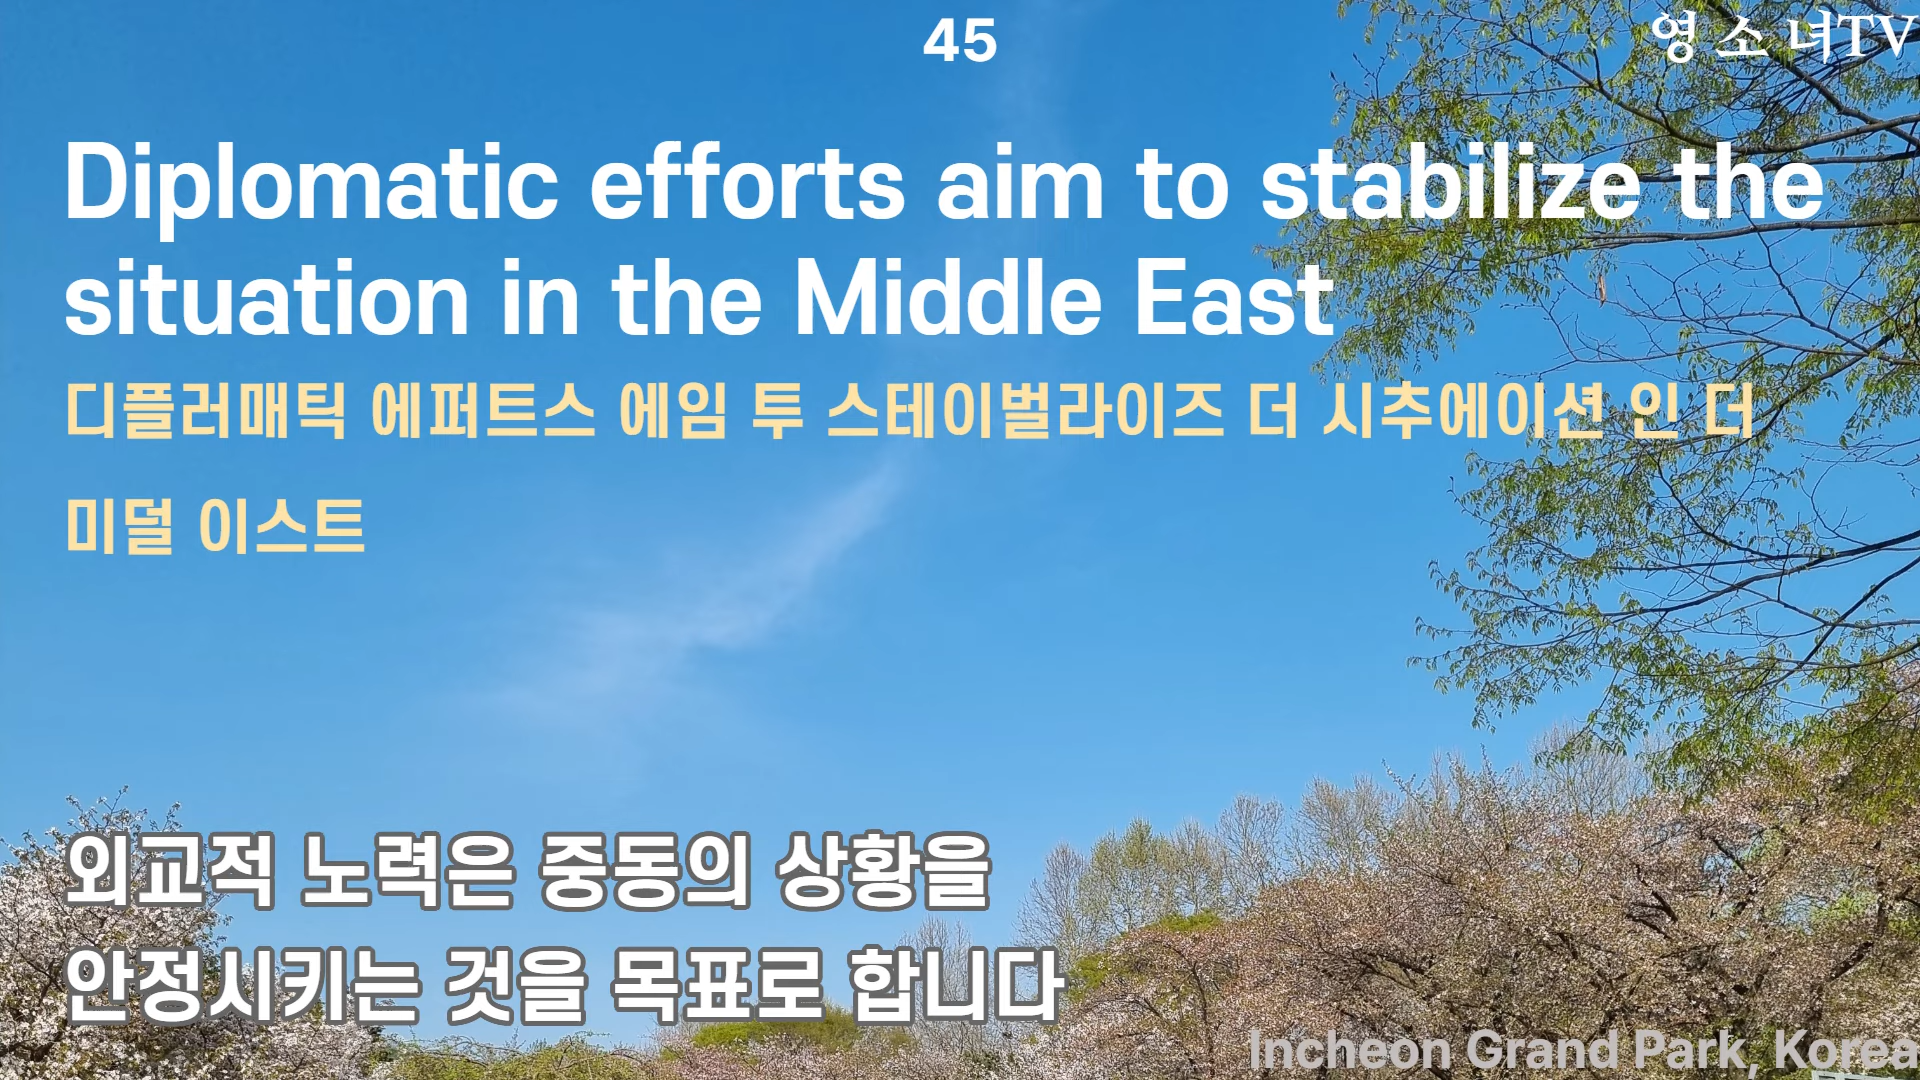 45
영 소 녀TV
Diplomatic efforts aim to stabilize the
situation in the Middle East
디플러매틱 에퍼트스 에임 투 스테이벌라이즈 더 시추에이션 인 더
미덜 이스트
외교적 노력은 중동의 상황을
안정시키는 것을 목표로 합니다
Incheon Grand Park, Korea